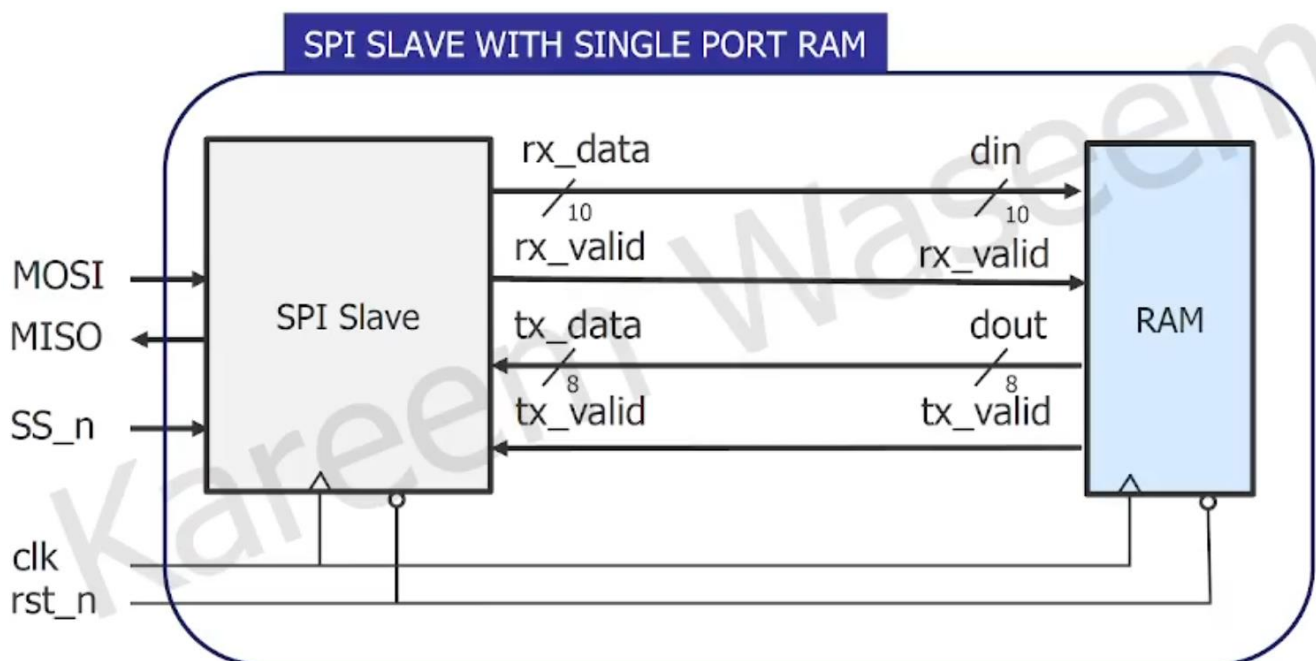 SPI SLAVE WITH SINGLE PORT RAM
rx_data din
10 10
rx_valid rx_valid
MOSI
SPI Slave RAM
MISO
tx_data dout
8 8
tx_valid tx_valid
SS_n
clk
rst_n
Kareem Waseem